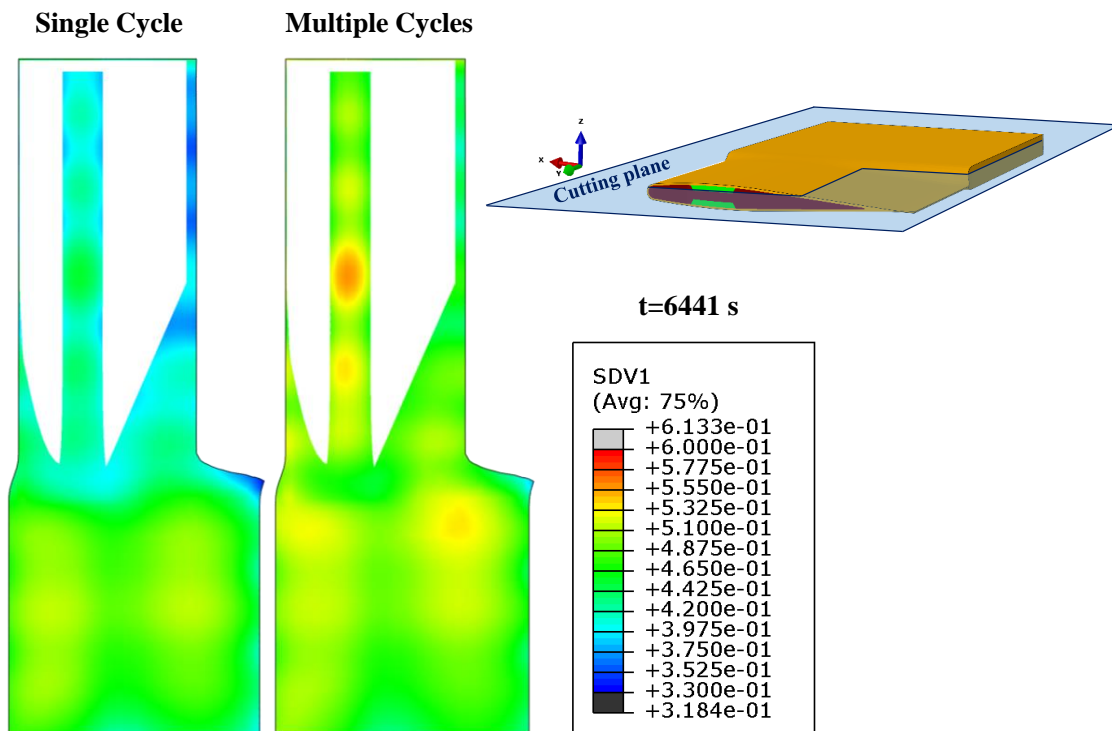 Single Cycle
Multiple Cycles
Z
X
Y
Cutting plane
t=6441 s
SDV1
(Avg: 75%)
+6.133e-01
+6.000e-01
+5.775e-01
+5.550e-01
+5.325e-01
+5.100e-01
+4.875e-01
+4.650e-01
+4.425e-01
+4.200e-01
+3.975e-01
+3.750e-01
+3.525e-01
+3.300e-01
+3.184e-01